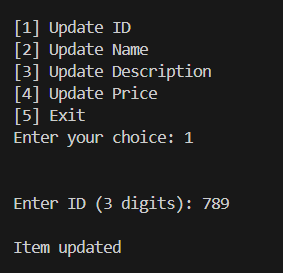 [1] Update ID
[2] Update Name
[3] Update Description
[4] Update Price
[5] Exit
Enter your choice: 1
Enter ID (3 digits): 789
Item updated